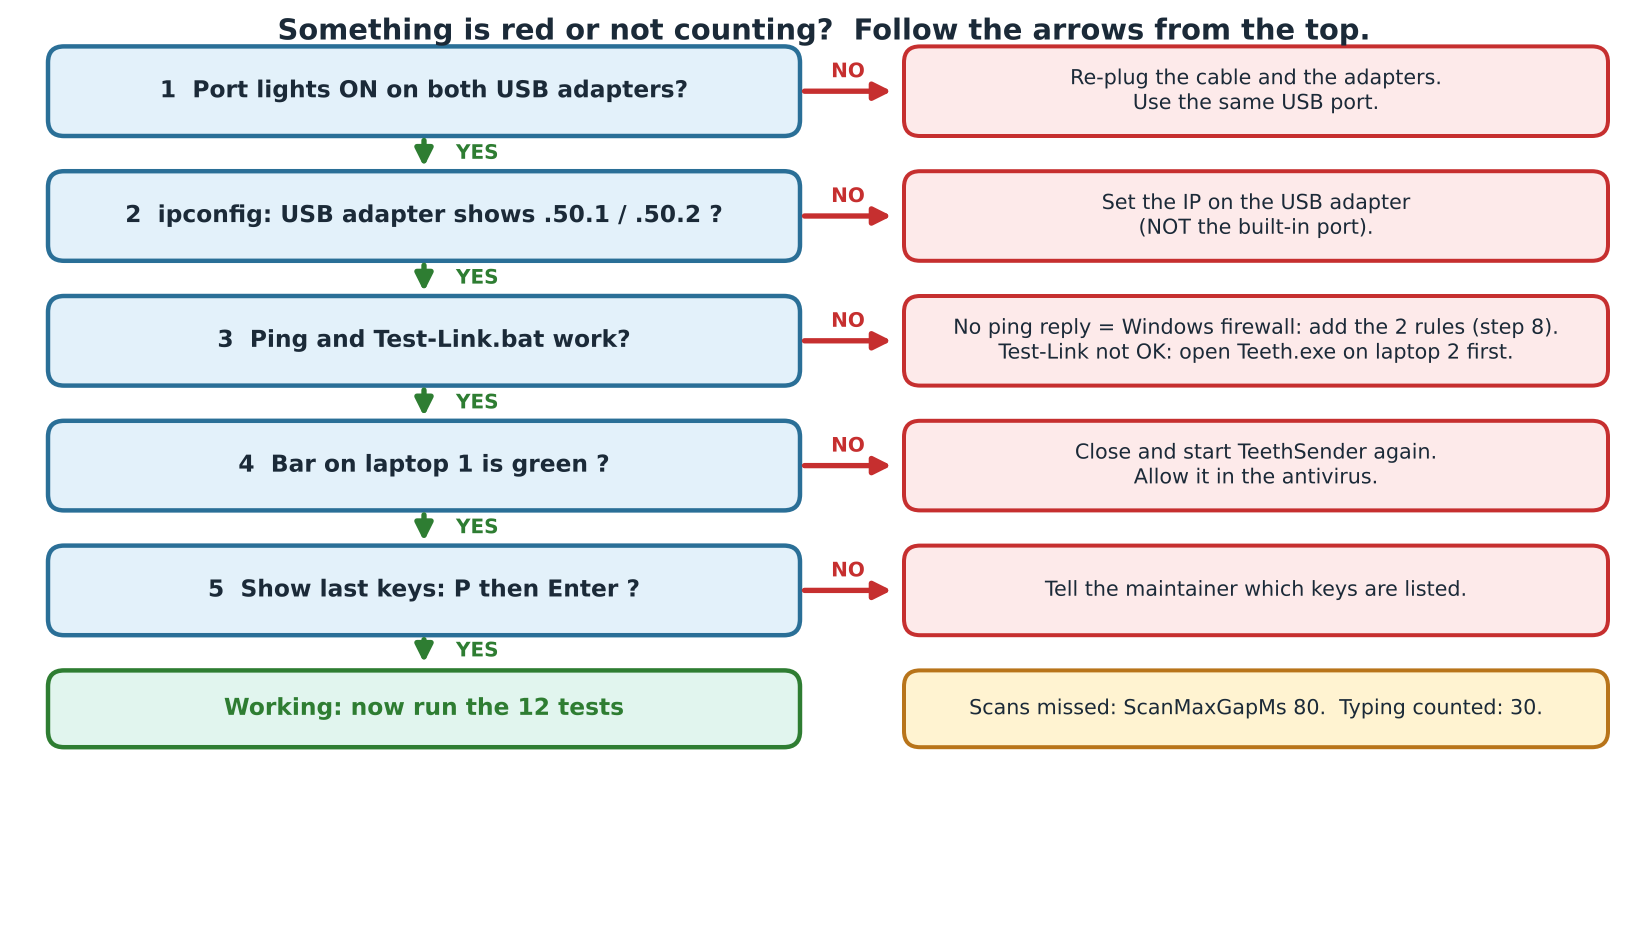 Something is red or not counting?  Follow the arrows from the top.
1  Port lights ON on both USB adapters?
NO
Re-plug the cable and the adapters.
Use the same USB port.
YES
2  ipconfig: USB adapter shows .50.1 / .50.2 ?
NO
Set the IP on the USB adapter
(NOT the built-in port).
YES
3  Ping and Test-Link.bat work?
NO
No ping reply = Windows firewall: add the 2 rules (step 8).
Test-Link not OK: open Teeth.exe on laptop 2 first.
YES
4  Bar on laptop 1 is green ?
NO
Close and start TeethSender again.
Allow it in the antivirus.
YES
5  Show last keys: P then Enter ?
NO
Tell the maintainer which keys are listed.
YES
Working: now run the 12 tests
Scans missed: ScanMaxGapMs 80.  Typing counted: 30.